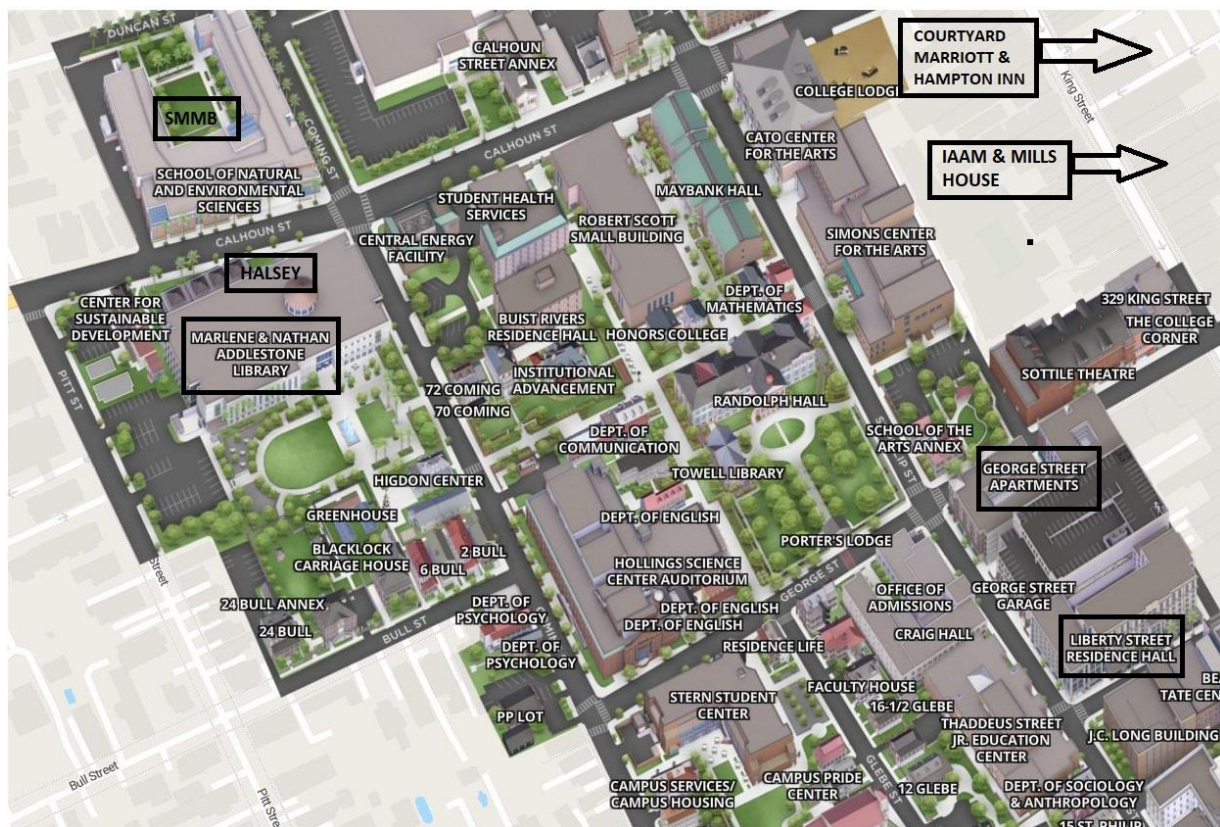 DUNCAN ST
COURTYARD
MARRIOTT &
HAMPTON INN
CALHOUN
STREET ANNEX
King Street
COLLEGE LODG
SMMB
COMING ST
CALHOUN ST
CATO CENTER
FOR THE ARTS
IAAM & MILLS
HOUSE
SCHOOL OF NATURAL
AND ENVIRONMENTAL
SCIENCES
STUDENT HEALTH
SERVICES
MAYBANK HALL
ROBERT SCOTT
SMALL BUILDING
CALHOUN ST
CENTRAL ENERGY
FACILITY
SIMONS CENTER
FOR THE ARTS
HALSEY
CENTER FOR
SUSTAINABLE
DEVELOPMENT
DEPT. OF
MATHEMATICS
329 KING STREET
THE COLLEGE
CORNER
MARLENE & NATHAN
ADDLESTONE
LIBRARY
BUIST RIVERS
RESIDENCE HALL
HONORS COLLEGE
PITT ST
INSTITUTIONAL
ADVANCEMENT
SOTTILE THEATRE
72 COMING
70 COMING
RANDOLPH HALL
DEPT. OF
COMMUNICATION
SCHOOL OF THE
ARTS ANNEX
TOWELL LIBRARY
GEORGE STREET
APARTMENTS
HIGDON CENTER
GREENHOUSE
DEPT. OF ENGLISH
PORTER'S LODGE
BLACKLOCK
CARRIAGE HOUSE
2 BULL
6 BULL
HOLLINGS SCIENCE
CENTER AUDITORIUM
GEORGE ST
OFFICE OF
ADMISSIONS
GEORGE STREET
GARAGE
24 BULL ANNEX
24 BULL
BULL ST
DEPT. OF
PSYCHOLOGY
DEPT. OF ENGLISH
DEPT. OF ENGLISH
CRAIG HALL
LIBERTY STREET
RESIDENCE HALL
DEPT. OF
PSYCHOLOGY
RESIDENCE LIFE
FACULTY HOUSE
16-1/2 GLEBE
STERN STUDENT
CENTER
TATE CEN
PP LOT
THADDEUS STREET
JR. EDUCATION
CENTER
J.C. LONG BUILDING
Bull Street
Pitt Street
CAMPUS SERVICES/
CAMPUS HOUSING
CAMPUS PRIDE
CENTER
GLEBE ST
12 GLEBE
DEPT. OF SOCIOLOGY
& ANTHROPOLOGY
15 ST. PHILIP